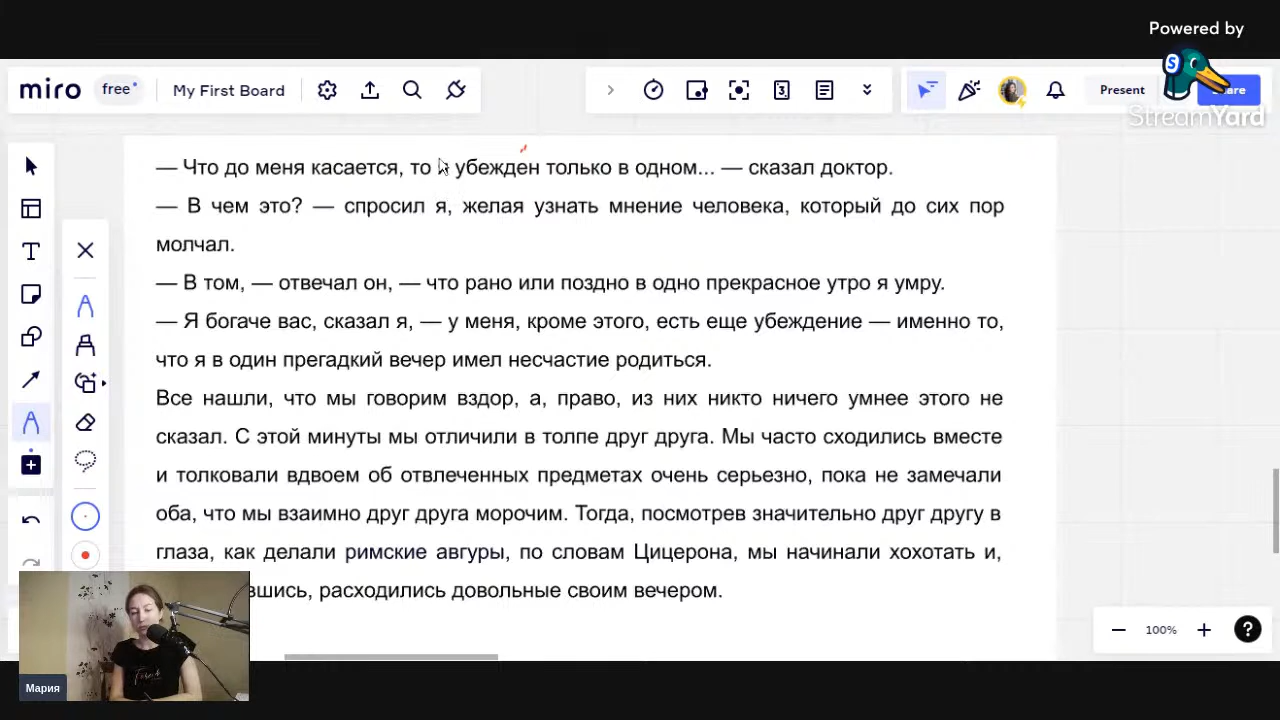 Powered by
miro free My First Board 3 Present Share
S
StreamYard
— Что до меня касается, то я убежден только в одном... — сказал доктор.
— В чем это? — спросил я, желая узнать мнение человека, который до сих пор
молчал.
— В том, — отвечал он, — что рано или поздно в одно прекрасное утро я умру.
— Я богаче вас, сказал я, — у меня, кроме этого, есть еще убеждение — именно то,
что я в один прегадкий вечер имел несчастие родиться.
Все нашли, что мы говорим вздор, а, право, из них никто ничего умнее этого не
сказал. С этой минуты мы отличили в толпе друг друга. Мы часто сходились вместе
и толковали вдвоем об отвлеченных предметах очень серьезно, пока не замечали
оба, что мы взаимно друг друга морочим. Тогда, посмотрев значительно друг другу в
глаза, как делали римские авгуры, по словам Цицерона, мы начинали хохотать и,
вшись, расходились довольные своим вечером.
100% ?
Мария